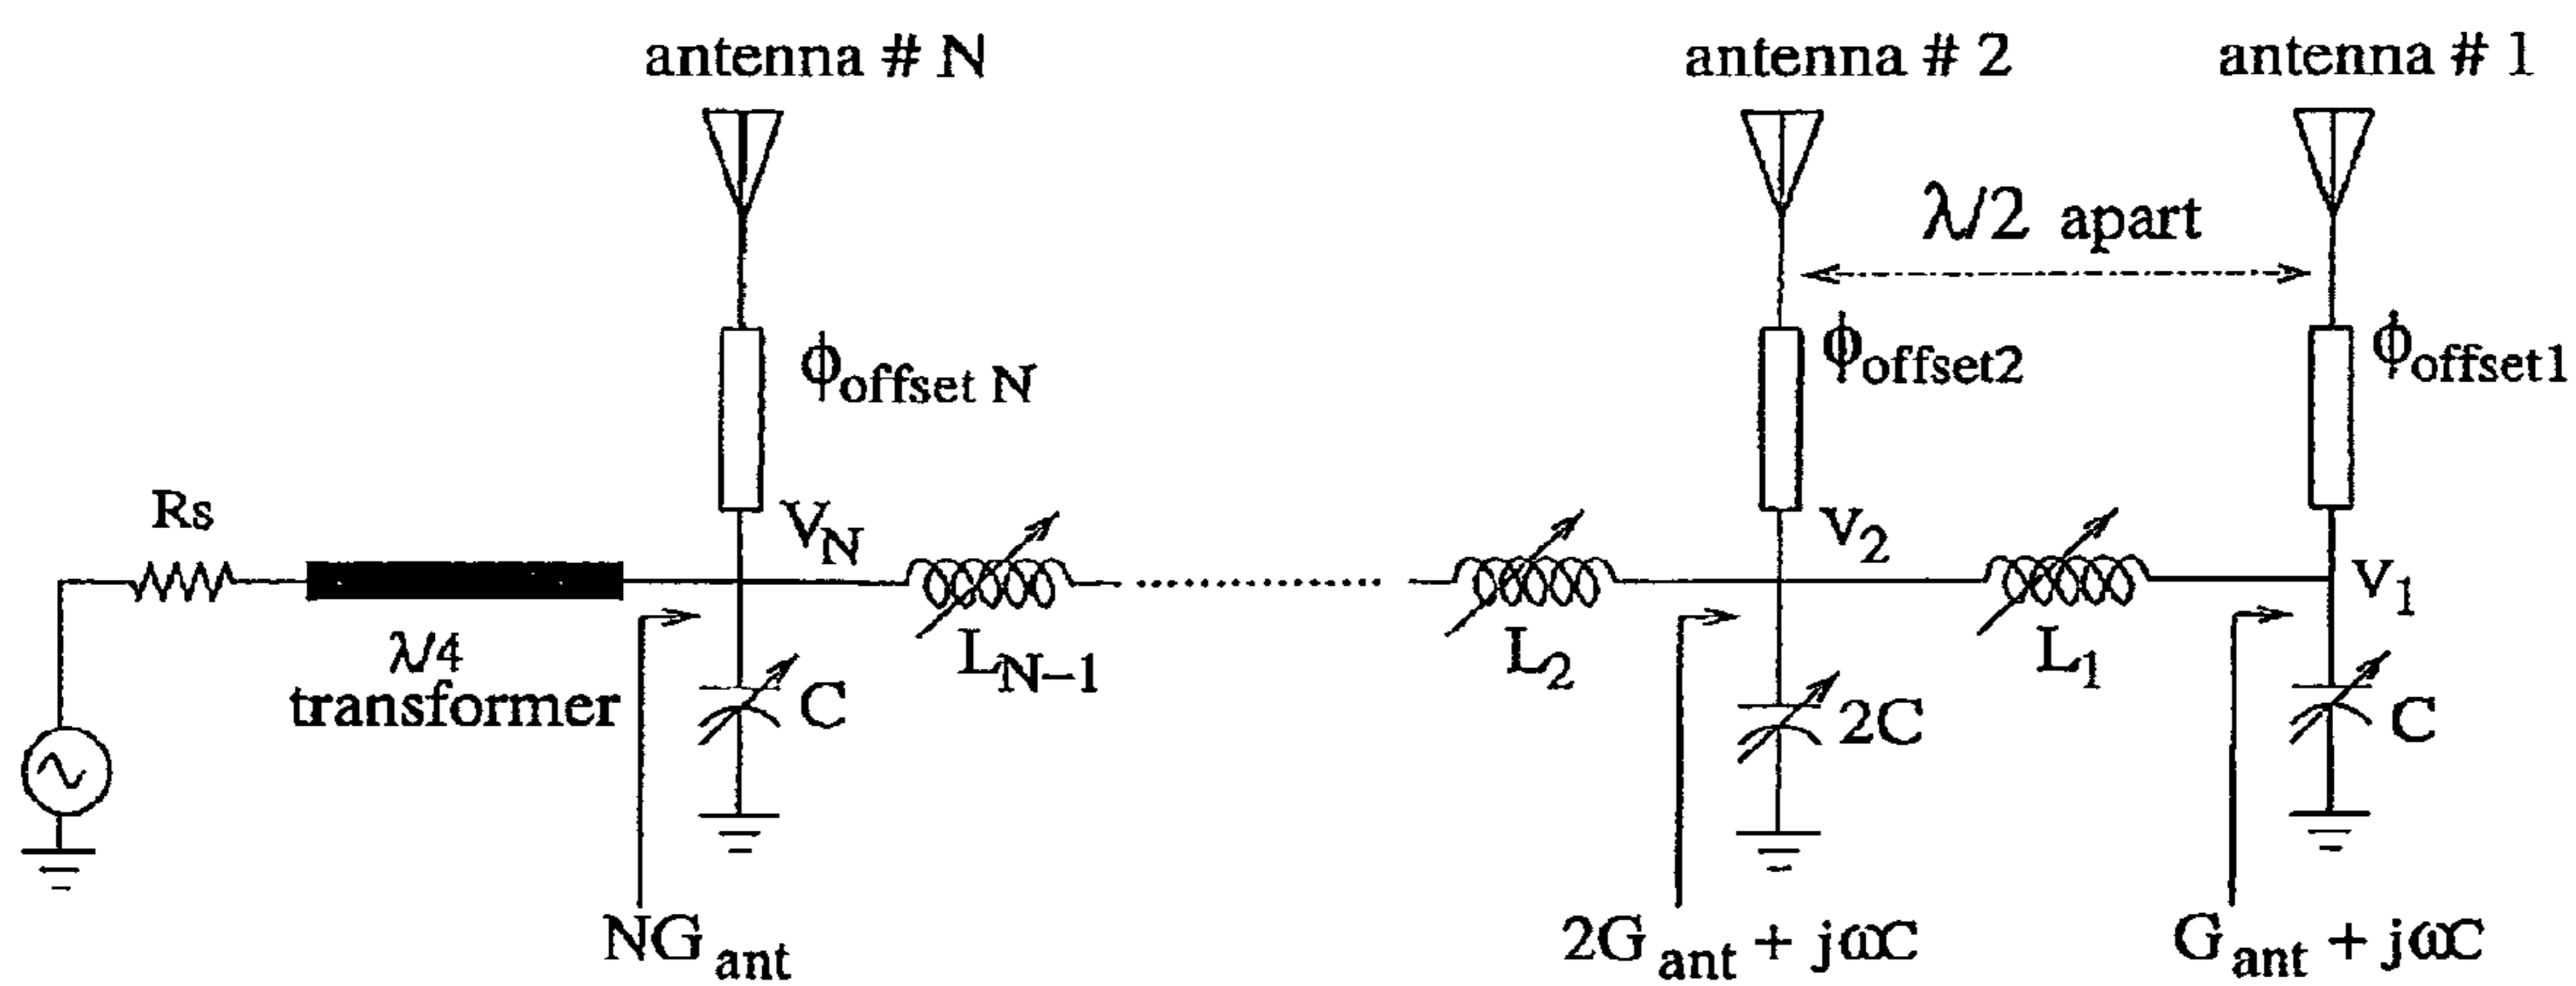 antenna # N
antenna # 2
antenna # 1
λ/2 apart
ϕoffset N
ϕoffset2
ϕoffset1
Rs
VN
V2
V1
λ/4
transformer
C
LN−1
L2
2C
L1
C
NGant
2Gant + jωC
Gant + jωC